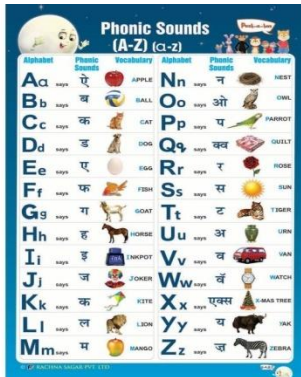 Phonic Sounds
(A-Z) (a-z)
Peek-a-boo
Alphabet Phonic Sounds Vocabulary
Aa says ऐ APPLE
Bb says ब BALL
Cc says क CAT
Dd says ड DOG
Ee says ए EGG
Ff says फ FISH
Gg says ग GOAT
Hh says ह HORSE
Ii says इ INKPOT
Jj says ज JOKER
Kk says क KITE
Ll says ल LION
Mm says म MANGO
Alphabet Phonic Sounds Vocabulary
Nn says न NEST
Oo says ओ OWL
Pp says प PARROT
Qq says क्व QUILT
Rr says र ROSE
Ss says स SUN
Tt says ट TIGER
Uu says अ URN
Vv says व VAN
Ww says वॅ WATCH
Xx says एक्स X-MAS TREE
Yy says य YAK
Zz says ज़ ZEBRA
© RACHNA SAGAR PVT. LTD